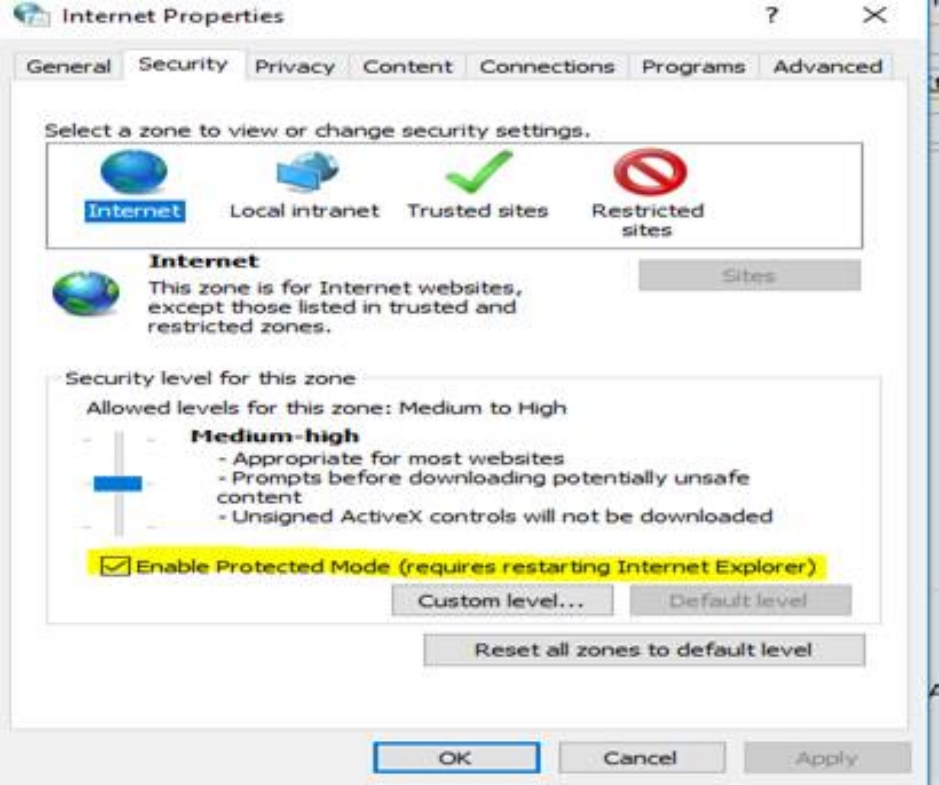 Internet Properties
?
General Security Privacy Content Connections Programs Advanced
Select a zone to view or change security settings.
Internet Local intranet Trusted sites Restricted
sites
Internet
Sites
This zone is for Internet websites,
except those listed in trusted and
restricted zones.
Security level for this zone
Allowed levels for this zone: Medium to High
Medium-high
- Appropriate for most websites
- Prompts before downloading potentially unsafe
content
- Unsigned ActiveX controls will not be downloaded
Enable Protected Mode (requires restarting Internet Explorer)
Custom level... Default level
Reset all zones to default level
OK Cancel Apply